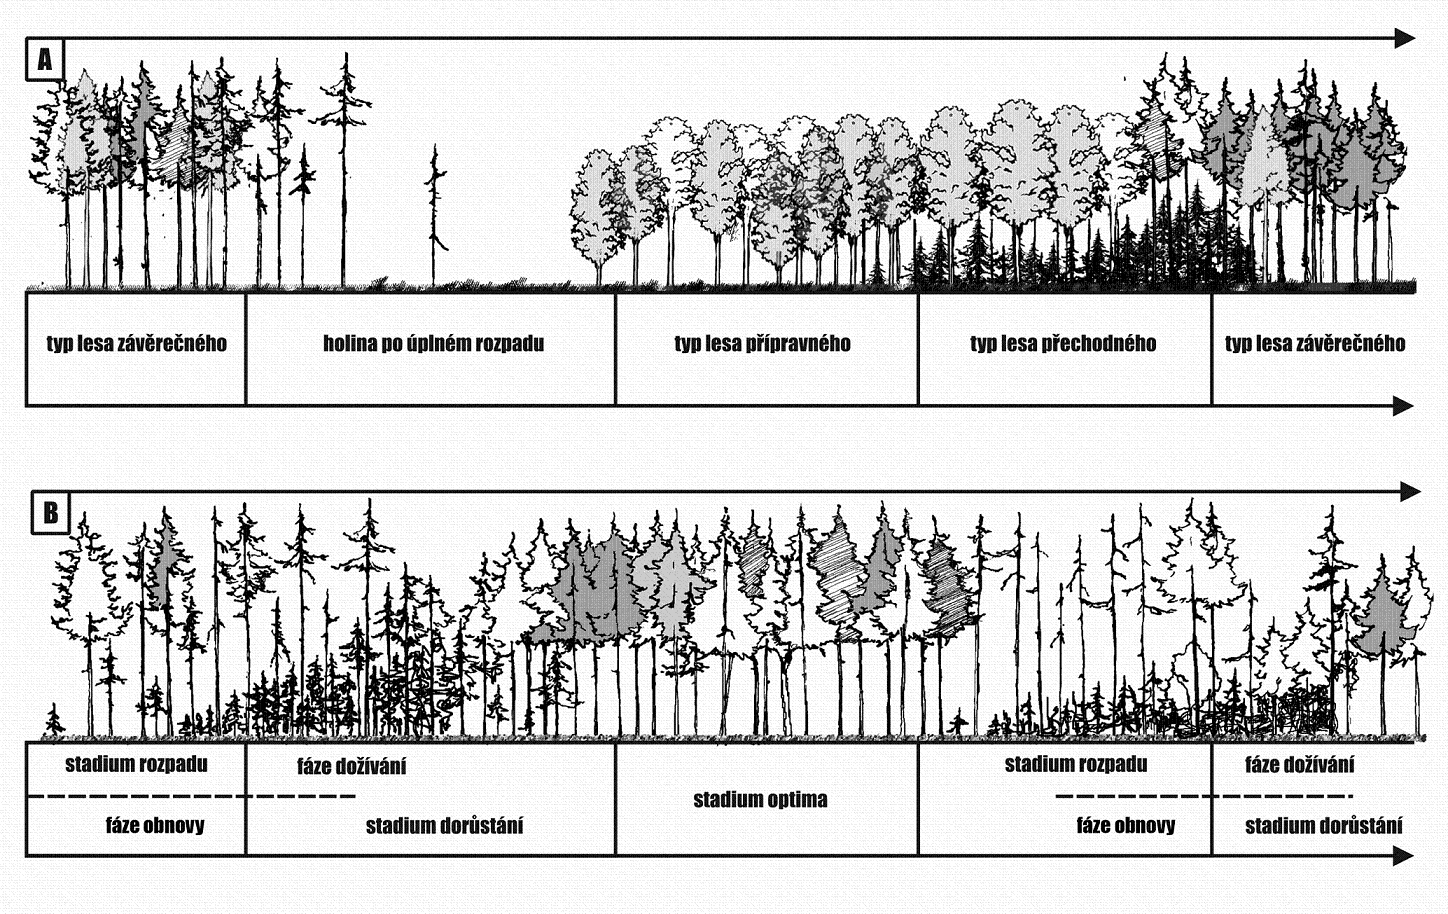 A
typ lesa závěrečného
holina po úplném rozpadu
typ lesa přípravného
typ lesa přechodného
typ lesa závěrečného
B
stadium rozpadu
fáze dožívání
stadium optima
stadium rozpadu
fáze dožívání
fáze obnovy
stadium dorůstání
fáze obnovy
stadium dorůstání